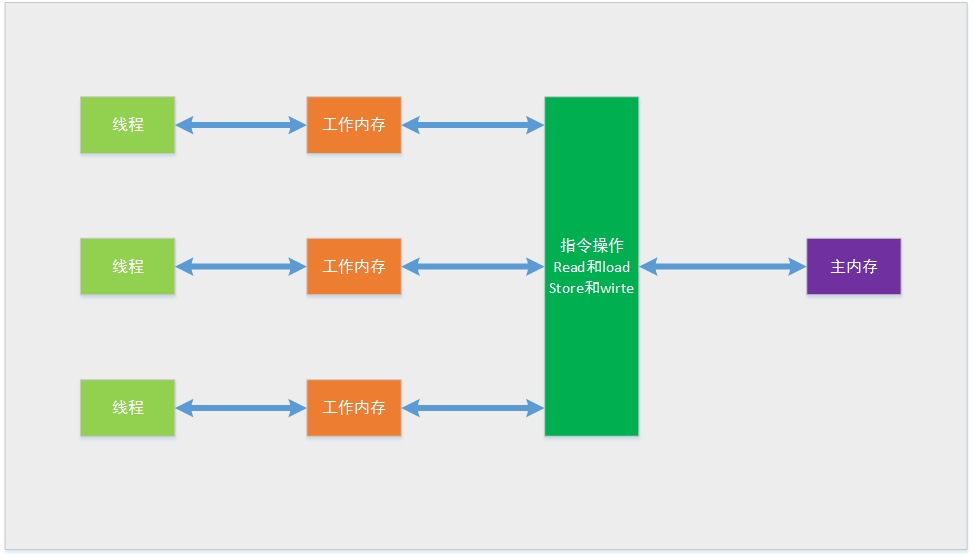 线程
工作内存
线程
工作内存
指令操作
Read和load
Store和wirte
主内存
线程
工作内存